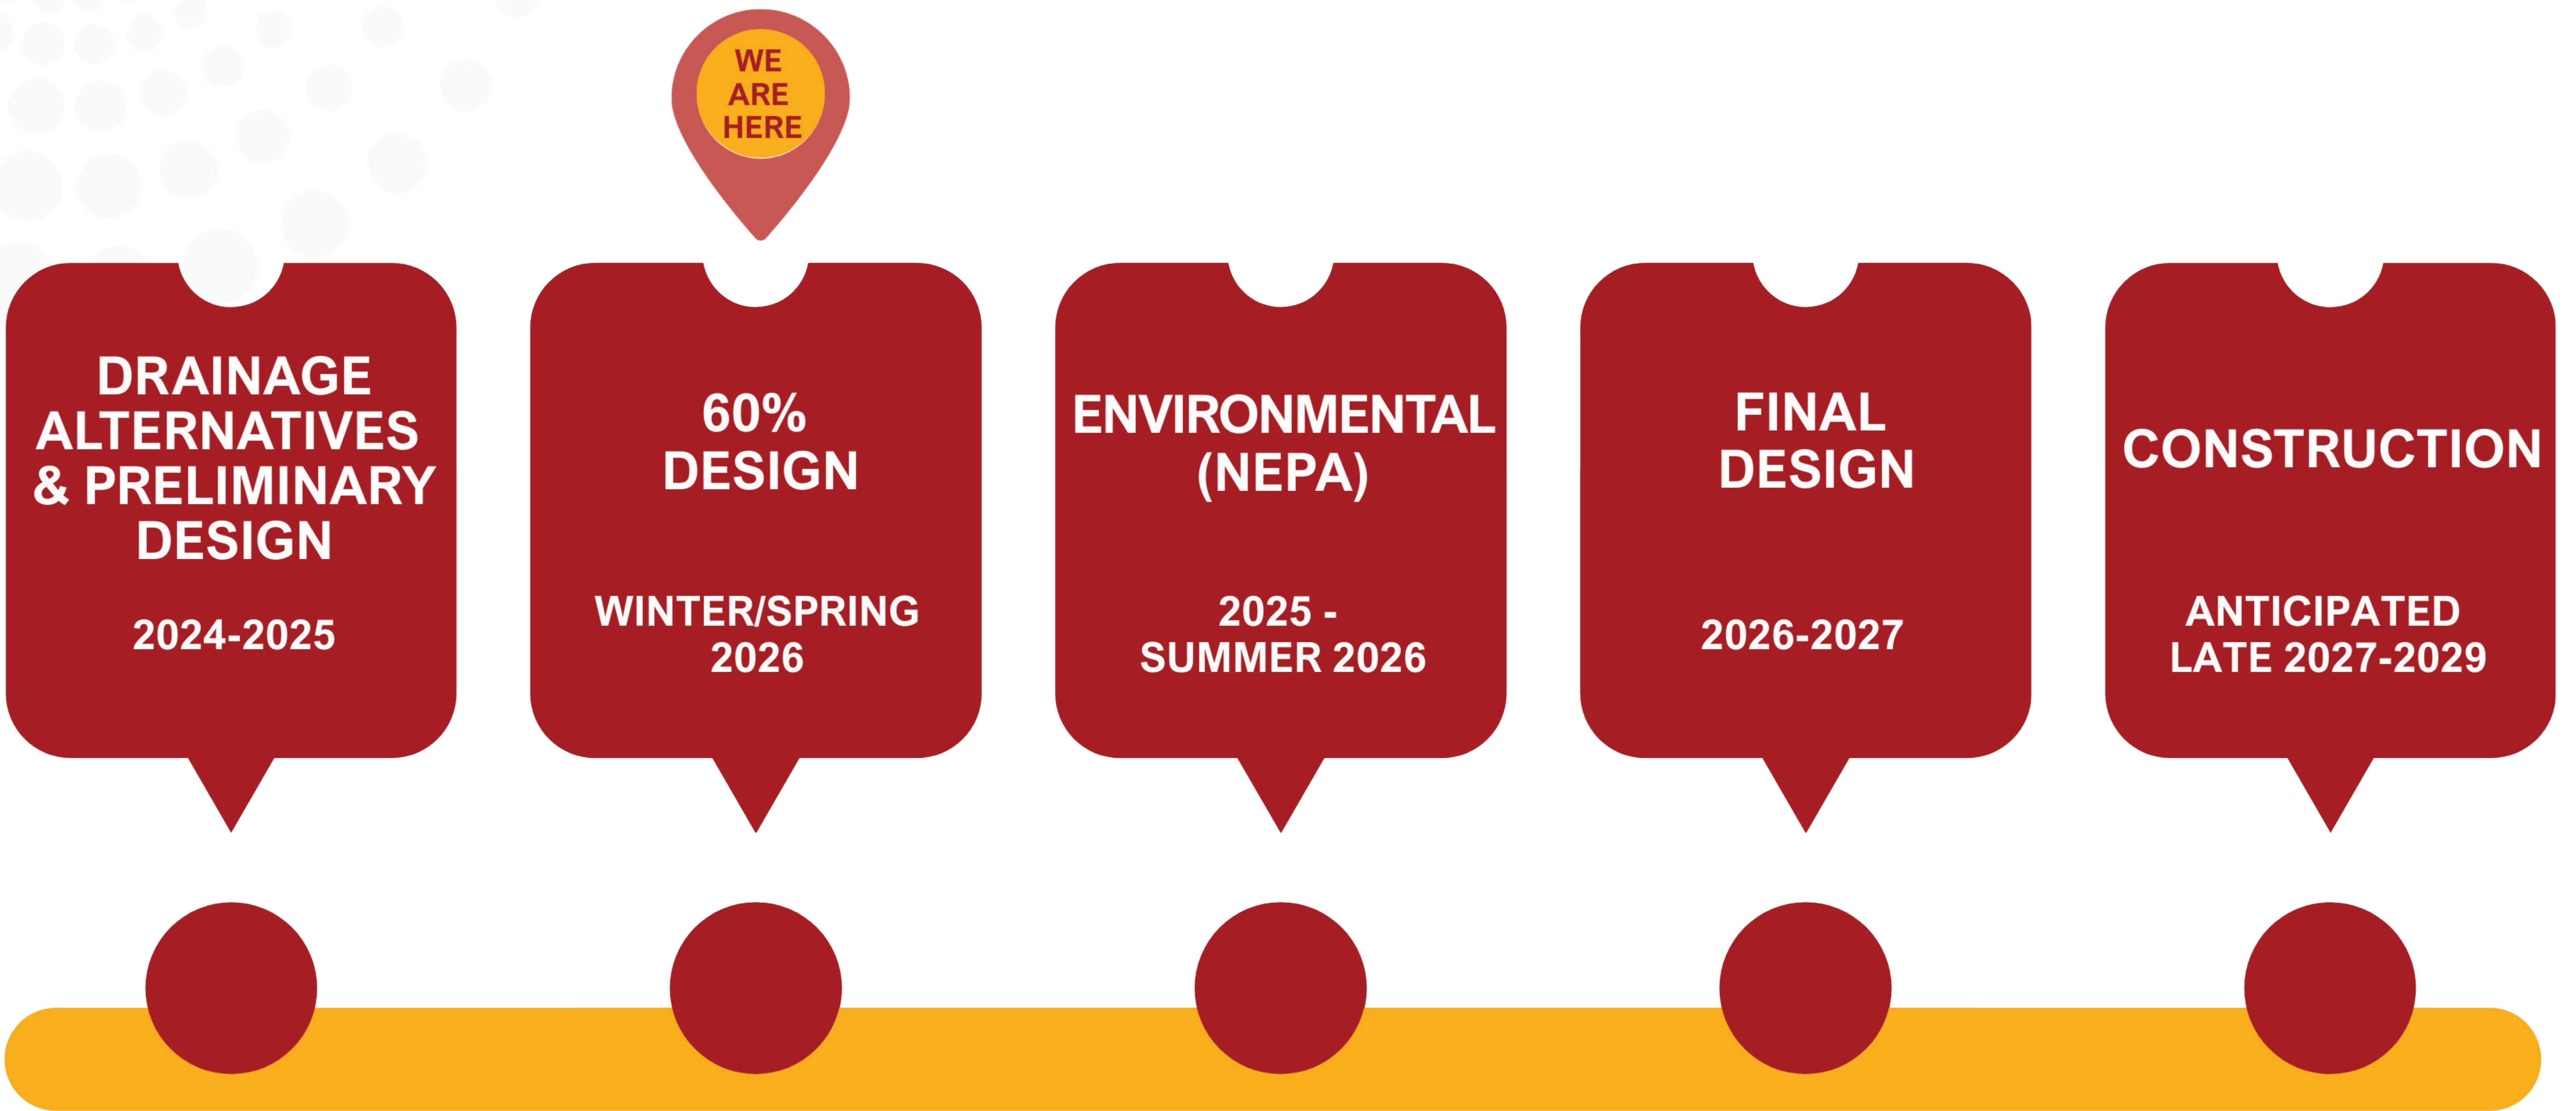 WE
ARE
HERE
DRAINAGE
ALTERNATIVES
& PRELIMINARY
DESIGN
2024-2025
60%
DESIGN
WINTER/SPRING
2026
ENVIRONMENTAL
(NEPA)
2025 -
SUMMER 2026
FINAL
DESIGN
2026-2027
CONSTRUCTION
ANTICIPATED
LATE 2027-2029